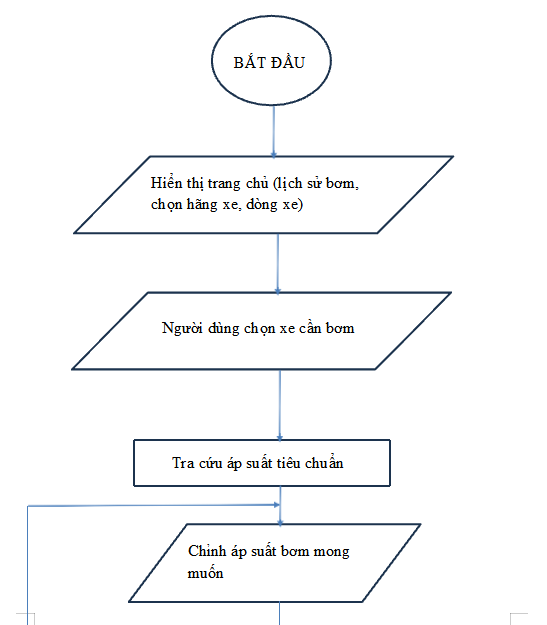 BẮT ĐẦU
Hiển thị trang chủ (lịch sử bơm,
chọn hãng xe, dòng xe)
Người dùng chọn xe cần bơm
Tra cứu áp suất tiêu chuẩn
Chỉnh áp suất bơm mong
muốn